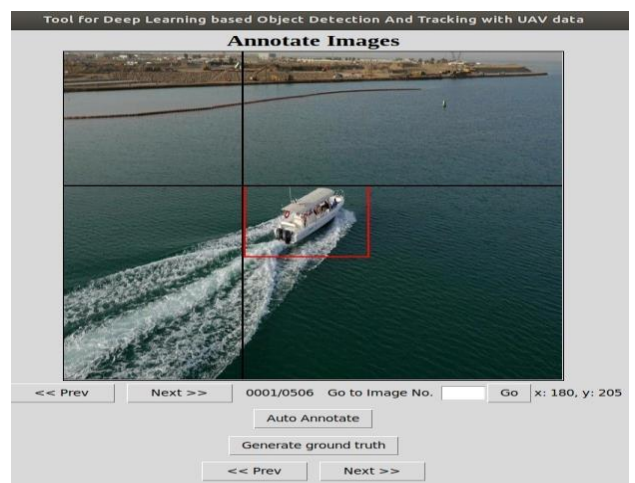 Tool for Deep Learning based Object Detection And Tracking with UAV data
Annotate Images
<< Prev Next >> 0001/0506 Go to Image No. Go x: 180, y: 205
Auto Annotate
Generate ground truth
<< Prev Next >>